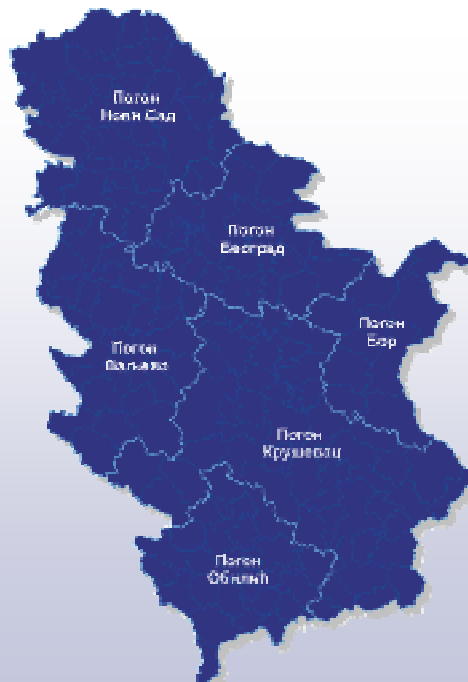 Погон
Нови Сад
Погон
Београд
Погон
Бор
Погон
Ваљево
Погон
Крушевац
Погон
Обилић